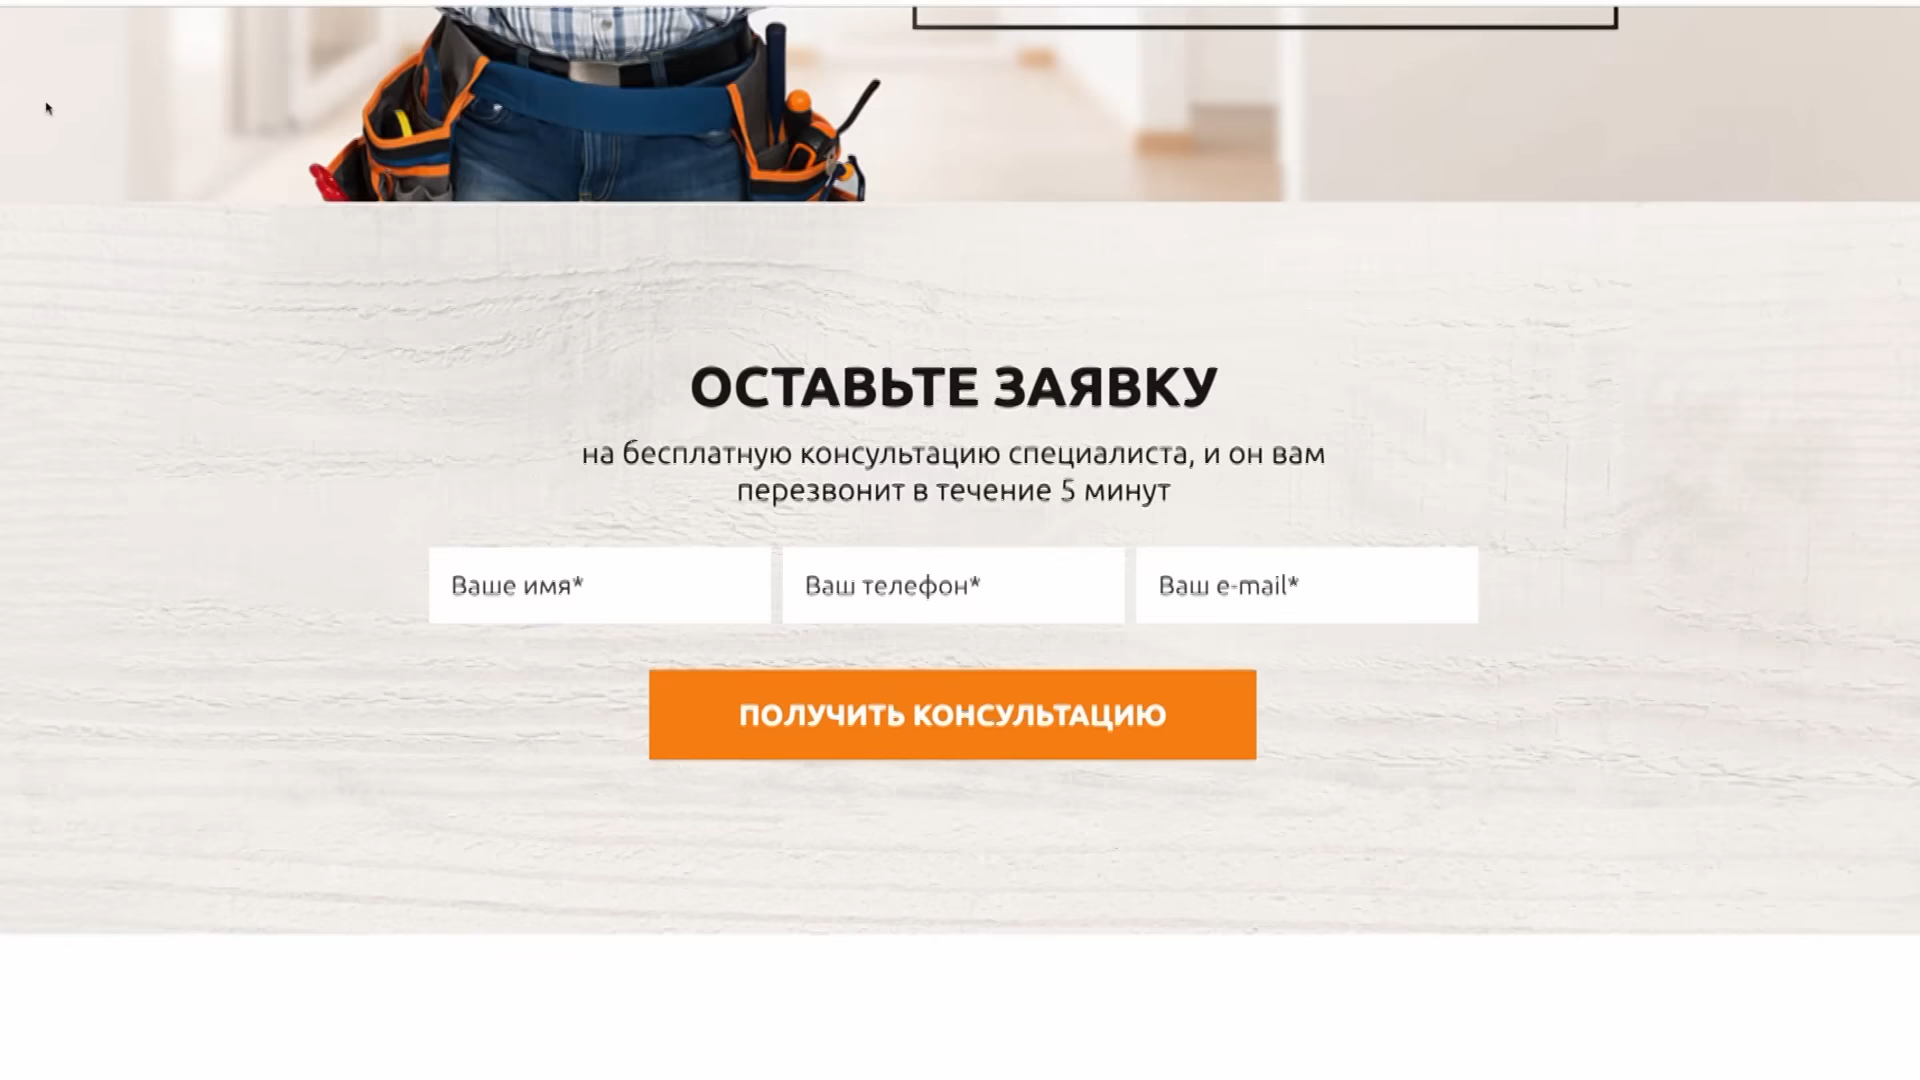 ОСТАВЬТЕ ЗАЯВКУ
на бесплатную консультацию специалиста, и он вам
перезвонит в течение 5 минут
Ваше имя*
Ваш телефон*
Ваш e-mail*
ПОЛУЧИТЬ КОНСУЛЬТАЦИЮ